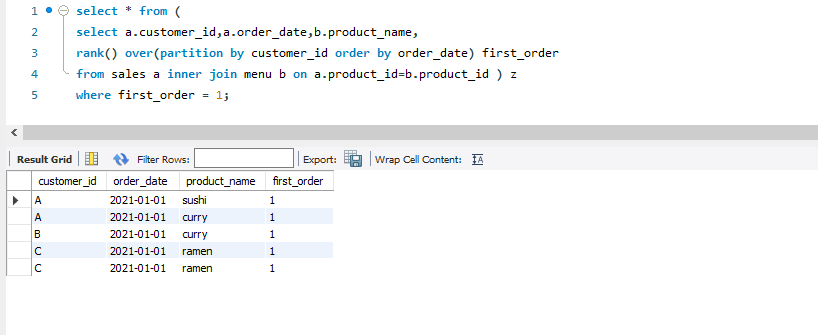 1 select * from (
2 select a.customer_id,a.order_date,b.product_name,
3 rank() over(partition by customer_id order by order_date) first_order
4 from sales a inner join menu b on a.product_id=b.product_id ) z
5 where first_order = 1;
Result Grid Filter Rows: Export: Wrap Cell Content: IA
customer_id order_date product_name first_order
A 2021-01-01 sushi 1
A 2021-01-01 curry 1
B 2021-01-01 curry 1
C 2021-01-01 ramen 1
C 2021-01-01 ramen 1